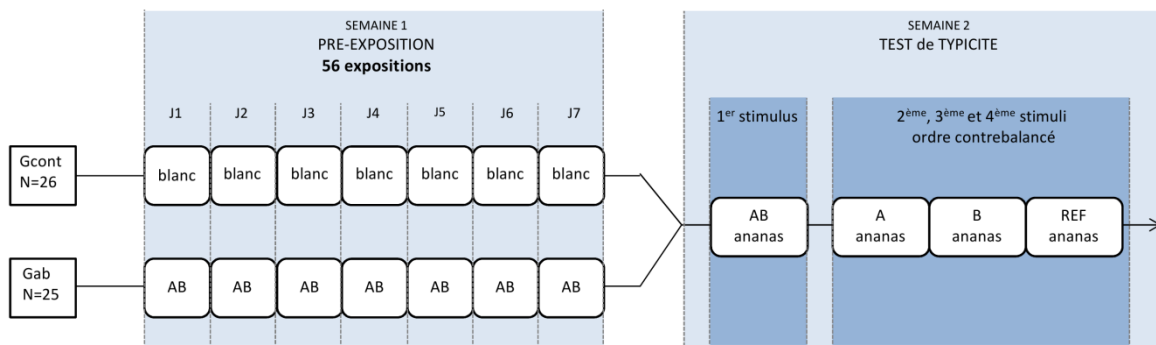 SEMAINE 1
PRE-EXPOSITION
56 expositions
J1 J2 J3 J4 J5 J6 J7
Gcont
N=26
blanc blanc blanc blanc blanc blanc blanc
Gab
N=25
AB AB AB AB AB AB AB
SEMAINE 2
TEST de TYPICITE
1er stimulus
2ème, 3ème et 4ème stimuli
ordre contrebalancé
AB
ananas
A
ananas
B
ananas
REF
ananas